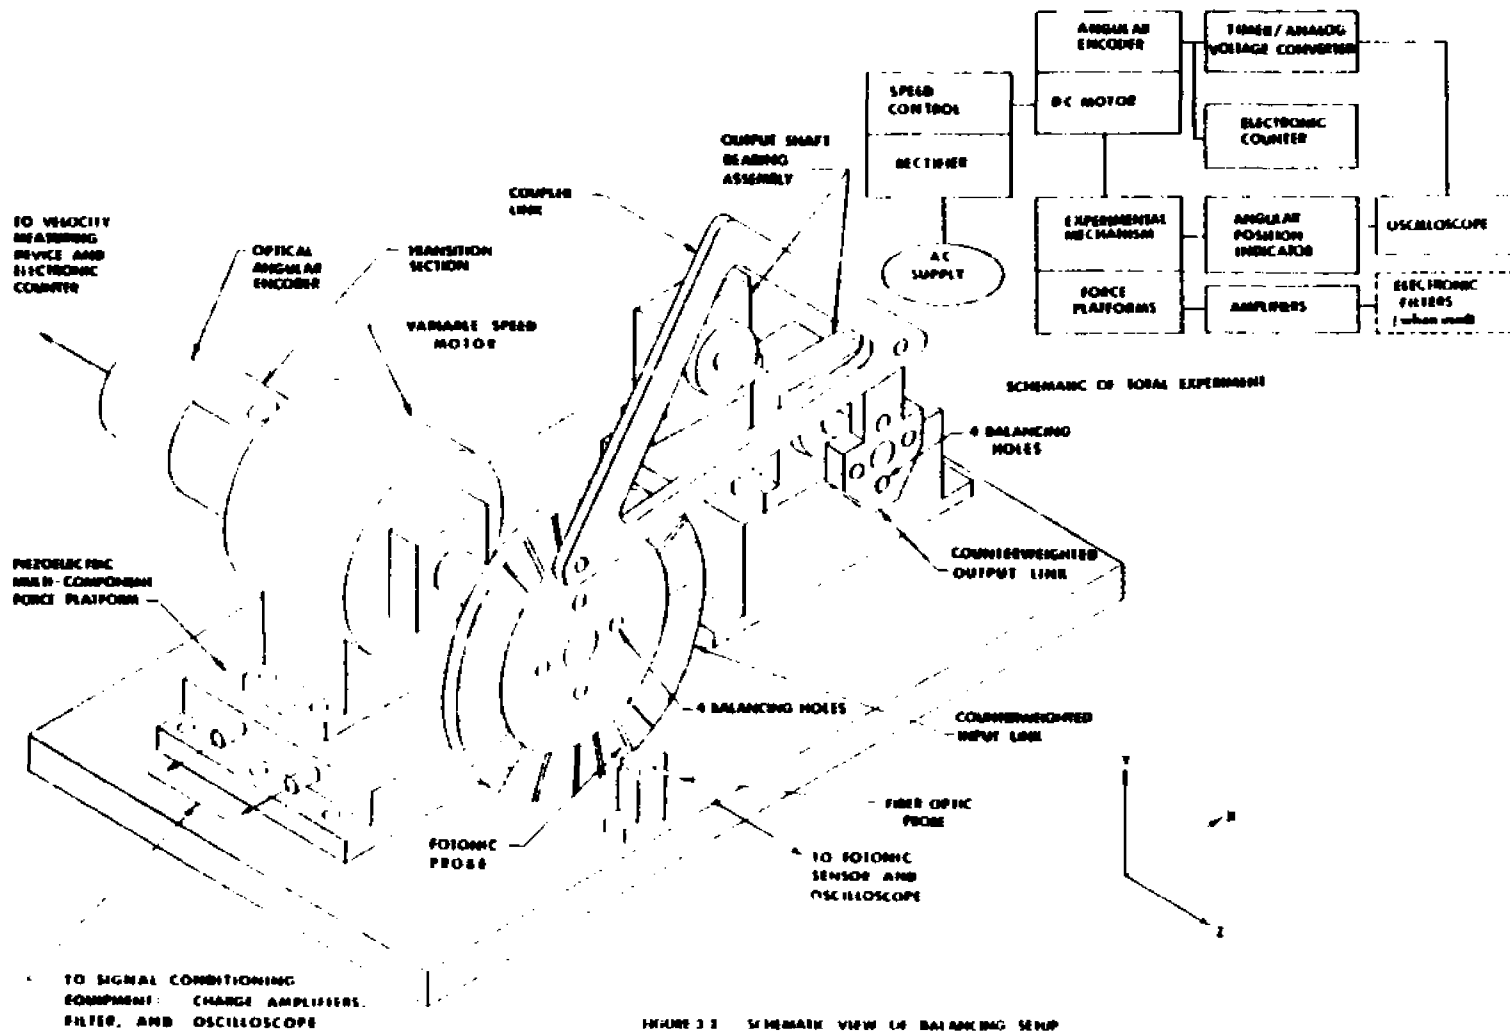 ANGULAR
ENCODER
TIMER/ANALOG
VOLTAGE CONVERTER
SPEED
CONTROL
DC MOTOR
ELECTRONIC
COUNTER
RECTIFIER
OUTPUT SHAFT
BEARING
ASSEMBLY
COUPLER
LINK
EXPERIMENTAL
MECHANISM
ANGULAR
POSITION
INDICATOR
OSCILLOSCOPE
AC
SUPPLY
FORCE
PLATFORMS
AMPLIFIERS
ELECTRONIC
FILTERS
(when used)
SCHEMATIC OF TOTAL EXPERIMENT
TO VELOCITY
MEASURING
DEVICE AND
ELECTRONIC
COUNTER
OPTICAL
ANGULAR
ENCODER
TRANSITION
SECTION
VARIABLE SPEED
MOTOR
4 BALANCING
HOLES
COUNTERWEIGHTED
OUTPUT LINK
PIEZOELECTRIC
MULTI-COMPONENT
FORCE PLATFORM
4 BALANCING HOLES
COUNTERWEIGHTED
INPUT LINK
FIBER OPTIC
PROBE
FOTONIC
PROBE
TO FOTONIC
SENSOR AND
OSCILLOSCOPE
Y
Z
TO SIGNAL CONDITIONING
EQUIPMENT: CHARGE AMPLIFIERS,
FILTER, AND OSCILLOSCOPE
FIGURE SCHEMATIC VIEW OF BALANCING SETUP